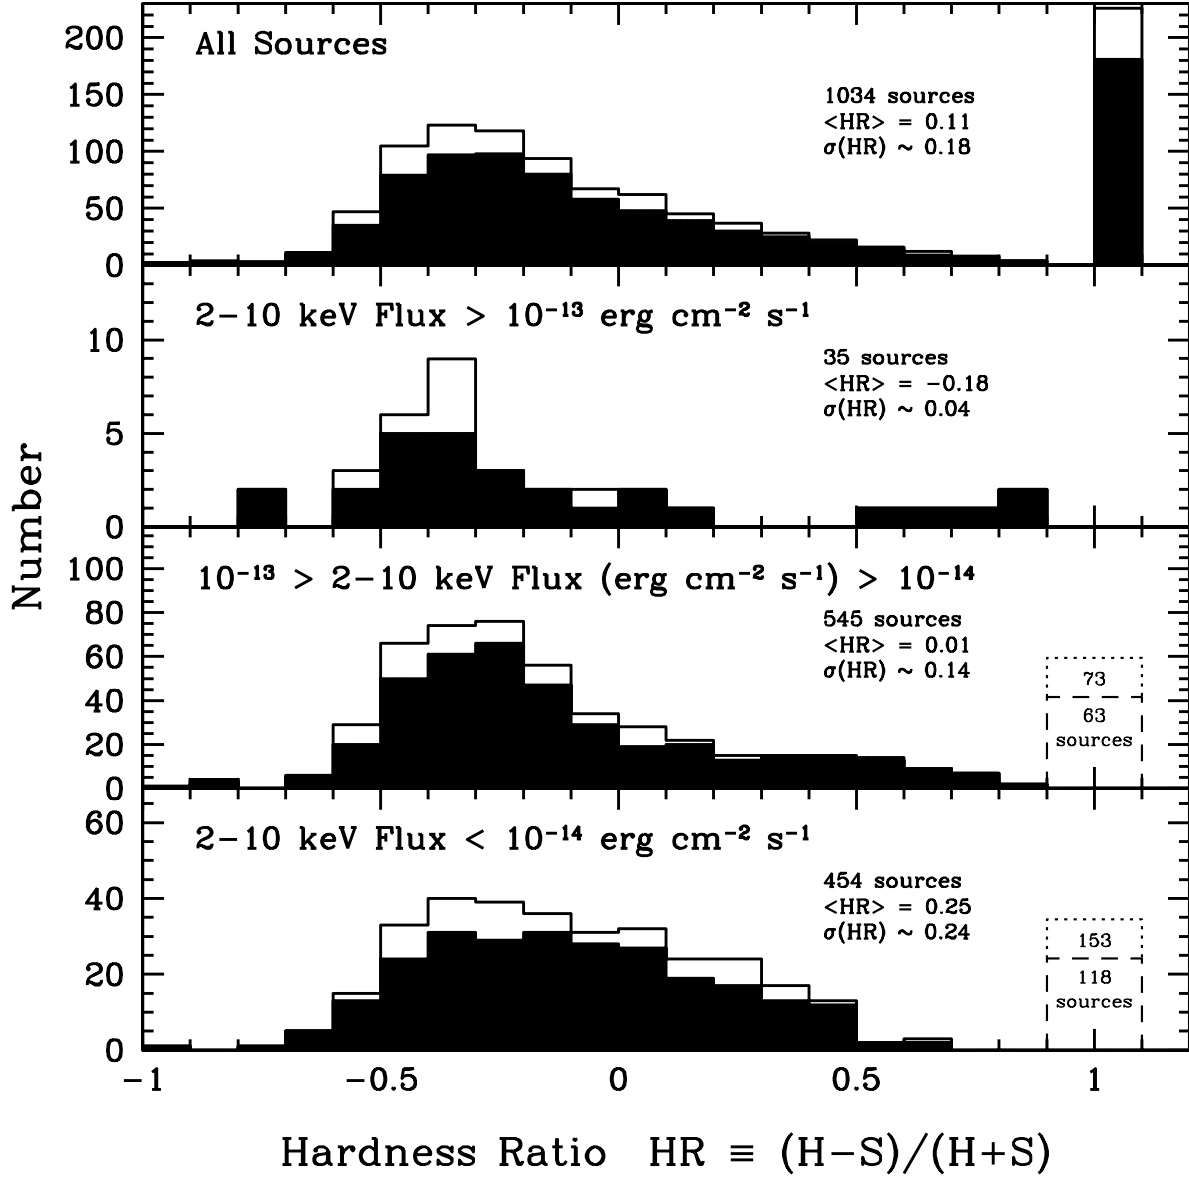 All Sources
1034 sources
<HR> = 0.11
σ(HR) ~ 0.18
200
150
100
50
0
2−10 keV Flux > 10⁻¹³ erg cm⁻² s⁻¹
35 sources
<HR> = −0.18
σ(HR) ~ 0.04
10
5
0
Number
10⁻¹³ > 2−10 keV Flux (erg cm⁻² s⁻¹) > 10⁻¹⁴
545 sources
<HR> = 0.01
σ(HR) ~ 0.14
73
63
sources
100
80
60
40
20
0
2−10 keV Flux < 10⁻¹⁴ erg cm⁻² s⁻¹
454 sources
<HR> = 0.25
σ(HR) ~ 0.24
153
118
sources
60
40
20
0
−1 −0.5 0 0.5 1
Hardness Ratio HR ≡ (H−S)/(H+S)